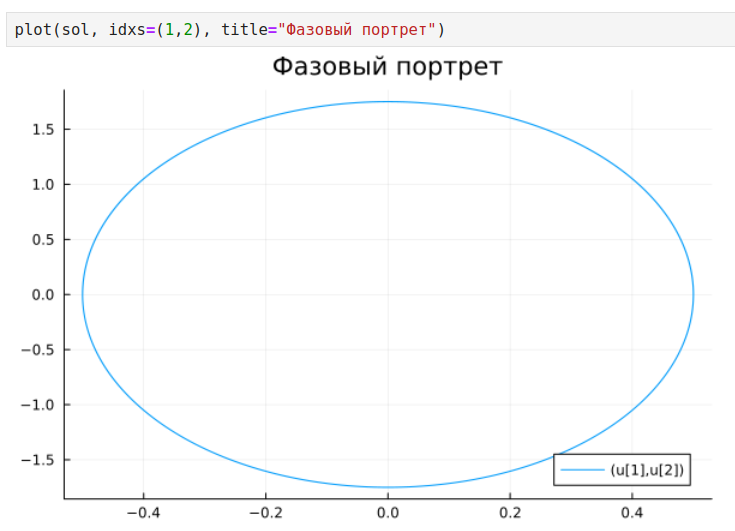 plot(sol, idxs=(1,2), title="Фазовый портрет")
Фазовый портрет
1.5
1.0
0.5
0.0
−0.5
−1.0
−1.5
(u[1],u[2])
−0.4 −0.2 0.0 0.2 0.4